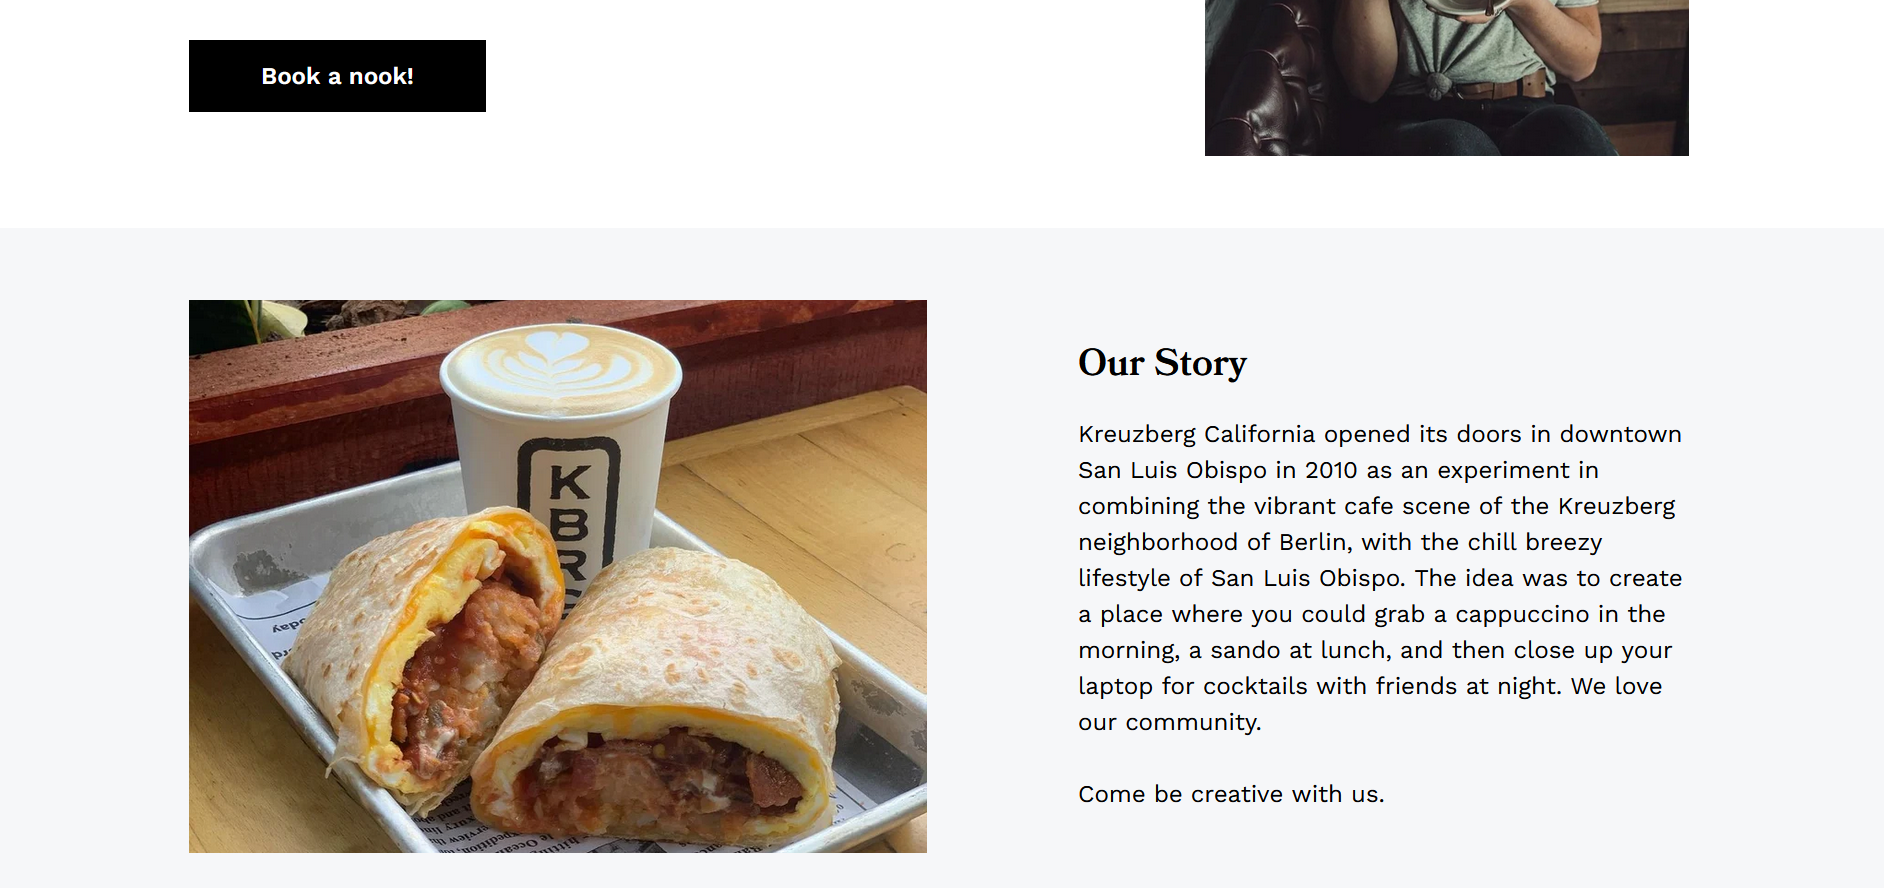 Book a nook!
K
B
R
Our Story
Kreuzberg California opened its doors in downtown
San Luis Obispo in 2010 as an experiment in
combining the vibrant cafe scene of the Kreuzberg
neighborhood of Berlin, with the chill breezy
lifestyle of San Luis Obispo. The idea was to create
a place where you could grab a cappuccino in the
morning, a sando at lunch, and then close up your
laptop for cocktails with friends at night. We love
our community.
Come be creative with us.